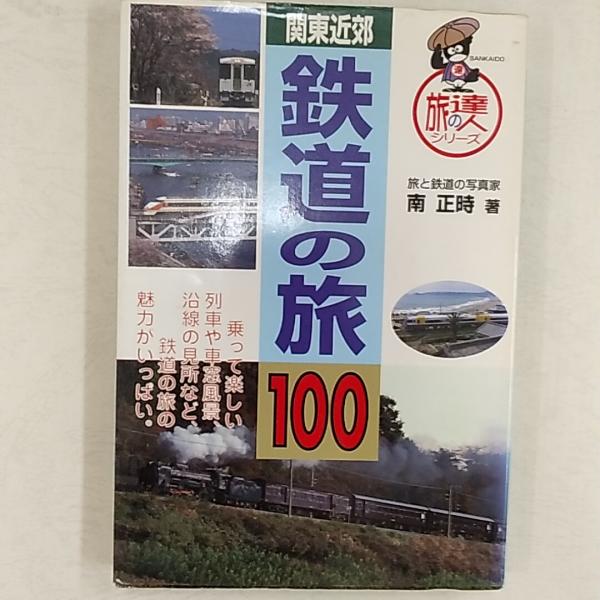 関東近郊
鉄道の旅
100
SANKAIDO
旅の達人
シリーズ
旅と鉄道の写真家
南 正時 著
乗って楽しい
列車や車窓風景、
沿線の見所など、
鉄道の旅の
魅力がいっぱい。